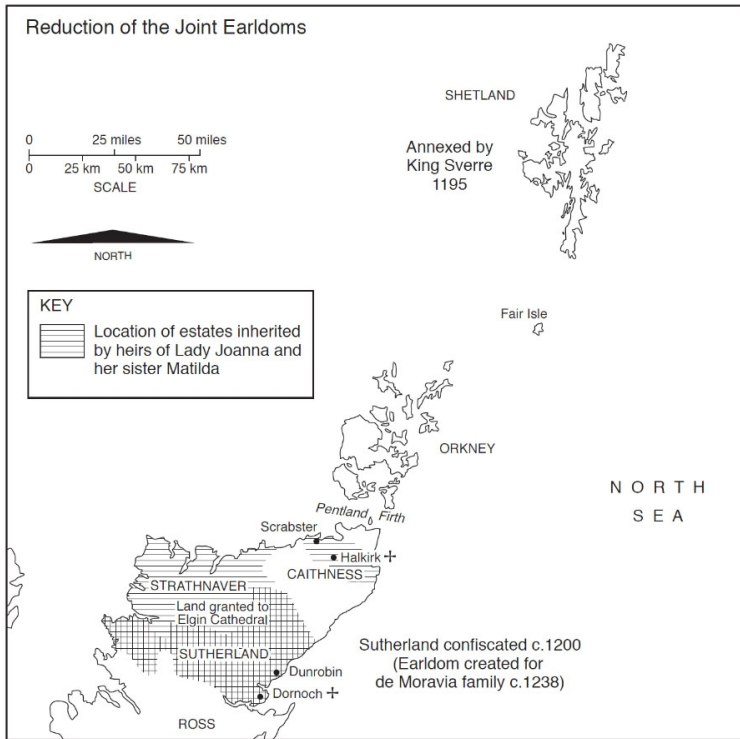 Reduction of the Joint Earldoms
SHETLAND
0 25 miles 50 miles
0 25 km 50 km 75 km
SCALE
Annexed by
King Sverre
1195
NORTH
KEY
Location of estates inherited
by heirs of Lady Joanna and
her sister Matilda
Fair Isle
ORKNEY
NORTH
SEA
Pentland Firth
Scrabster
Halkirk
CAITHNESS
STRATHNAVER
Land granted to
Elgin Cathedral
SUTHERLAND
Sutherland confiscated c.1200
(Earldom created for
de Moravia family c.1238)
Dunrobin
Dornoch
ROSS